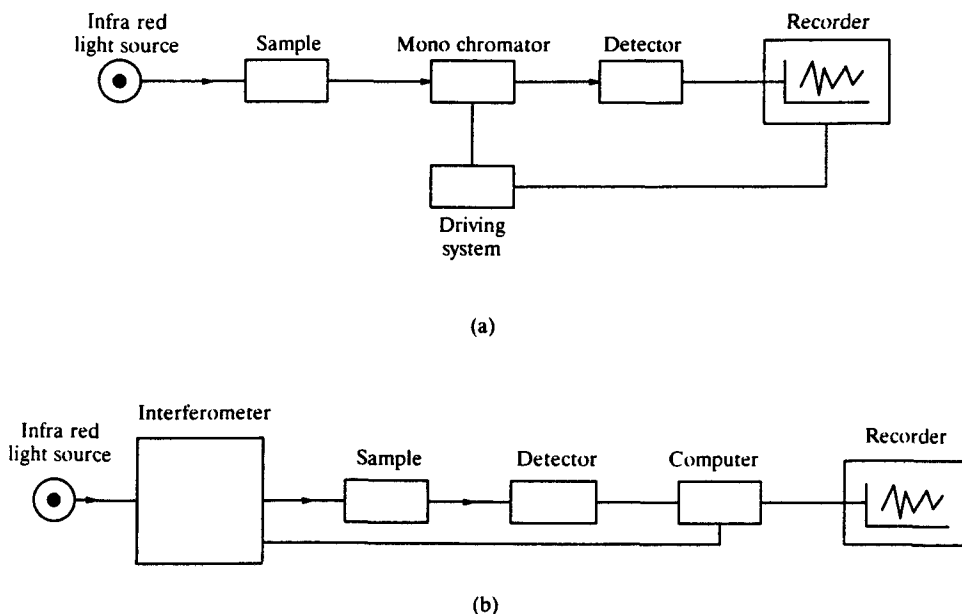 Infra red
light source
Sample
Mono chromator
Detector
Recorder
Driving
system
(a)
Infra red
light source
Interferometer
Sample
Detector
Computer
Recorder
(b)